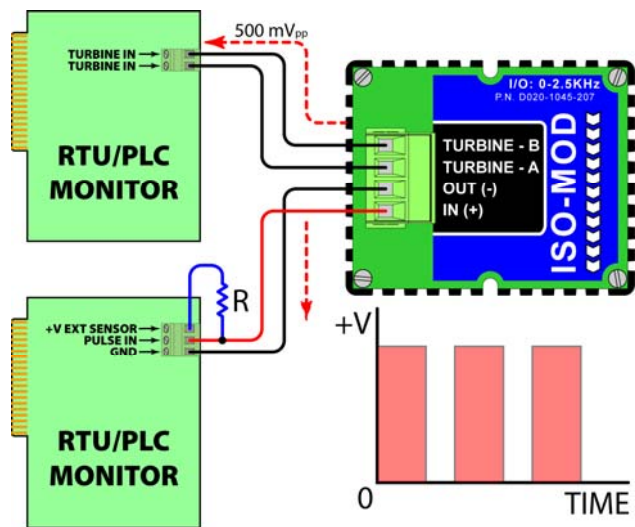 TURBINE IN
TURBINE IN
RTU/PLC
MONITOR
500 mVpp
I/O: 0-2.5KHz
P.N. D020-1045-207
TURBINE - B
TURBINE - A
OUT (-)
IN (+)
ISO-MOD
R
+V EXT SENSOR
PULSE IN
GND
RTU/PLC
MONITOR
+V
0
TIME